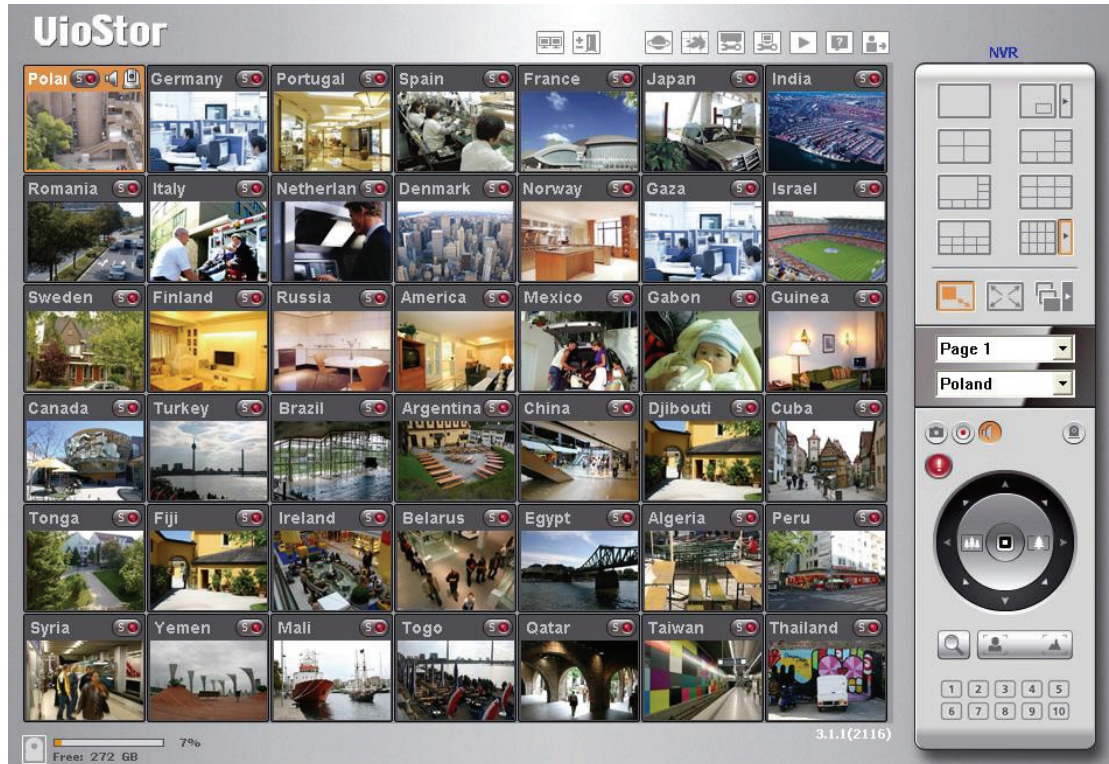 VioStor
NVR
Polan S
Germany S
Portugal S
Spain S
France S
Japan S
India S
Romania S
Italy S
Netherlan S
Denmark S
Norway S
Gaza S
Israel S
Sweden S
Finland S
Russia S
America S
Mexico S
Gabon S
Guinea S
Canada S
Turkey S
Brazil S
Argentina S
China S
Djibouti S
Cuba S
Tonga S
Fiji S
Ireland S
Belarus S
Egypt S
Algeria S
Peru S
Syria S
Yemen S
Mali S
Togo S
Qatar S
Taiwan S
Thailand S
7%
Free: 272 GB
3.1.1(2116)
Page 1
Poland
1 2 3 4 5
6 7 8 9 10